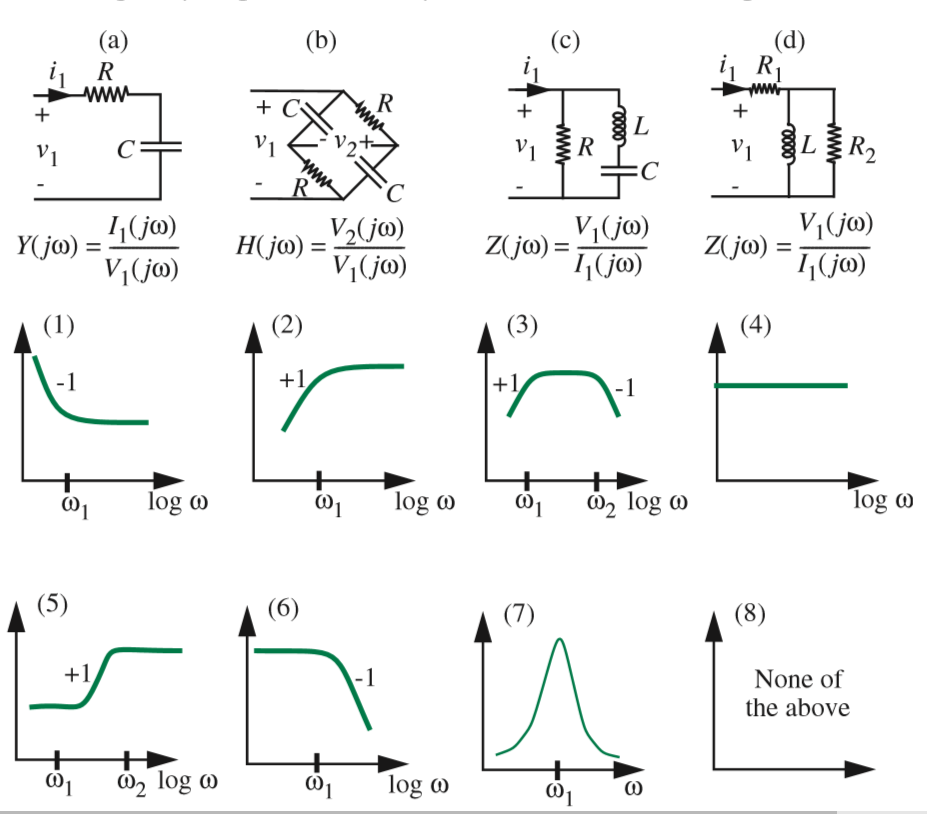 (a) (b) (c) (d)
i₁ R
+
v₁ C
-
+ C R
v₁ - v₂ +
- R C
i₁
+
v₁ R L
C
-
i₁ R₁
+
v₁ L R₂
-
Y(jω) = I₁(jω) / V₁(jω)
H(jω) = V₂(jω) / V₁(jω)
Z(jω) = V₁(jω) / I₁(jω)
Z(jω) = V₁(jω) / I₁(jω)
(1) (2) (3) (4)
-1
+1
+1 -1
ω₁ log ω
ω₁ log ω
ω₁ ω₂ log ω
log ω
(5) (6) (7) (8)
+1
-1
None of
the above
ω₁ ω₂ log ω
ω₁ log ω
ω₁ ω